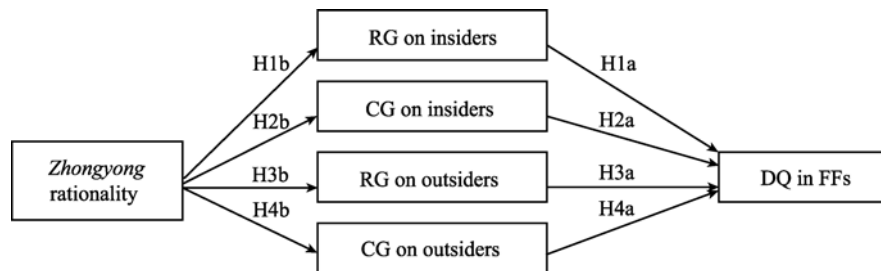 RG on insiders
H1b
H1a
CG on insiders
H2b
H2a
Zhongyong
rationality
H3b
RG on outsiders
H3a
DQ in FFs
H4b
H4a
CG on outsiders